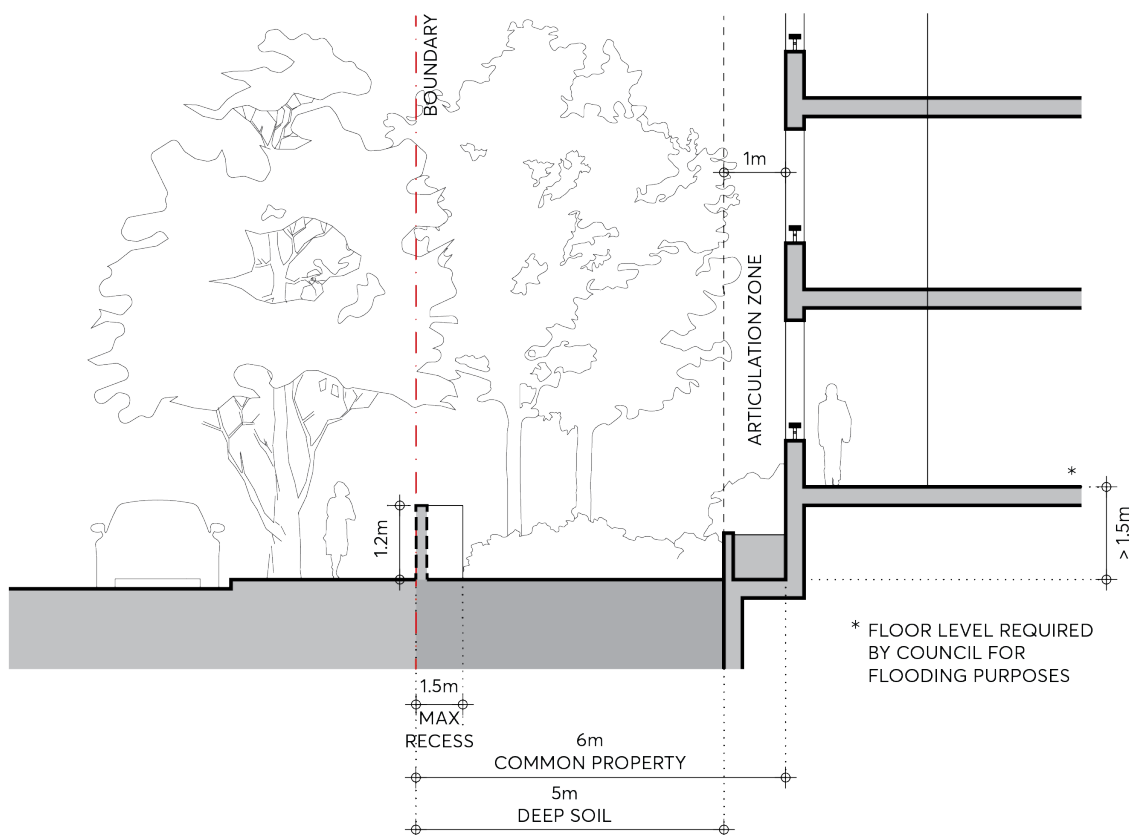 BOUNDARY
1m
ARTICULATION ZONE
*
1.2m
> 1.5m
* FLOOR LEVEL REQUIRED
BY COUNCIL FOR
FLOODING PURPOSES
1.5m
MAX
RECESS
6m
COMMON PROPERTY
5m
DEEP SOIL